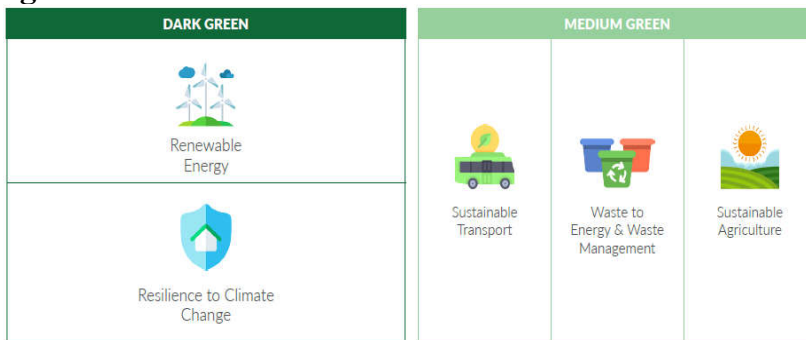 DARK GREEN
MEDIUM GREEN
Renewable
Energy
Resilience to Climate
Change
Sustainable
Transport
Waste to
Energy & Waste
Management
Sustainable
Agriculture